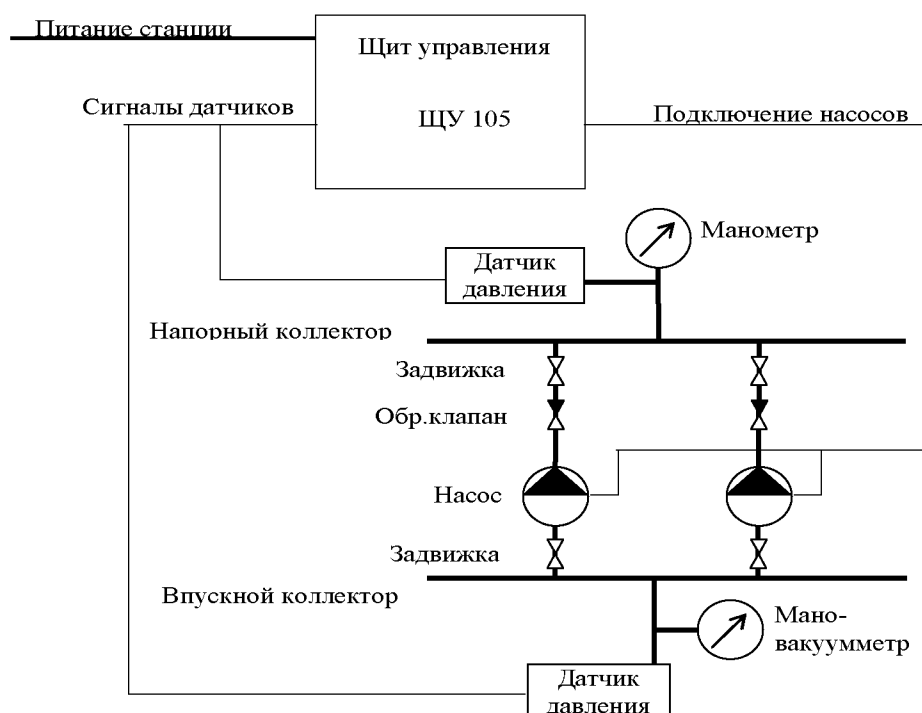 Питание станции
Щит управления
Сигналы датчиков
ЩУ 105
Подключение насосов
Манометр
Датчик
давления
Напорный коллектор
Задвижка
Обр.клапан
Насос
Задвижка
Впускной коллектор
Мано-
вакуумметр
Датчик
давления